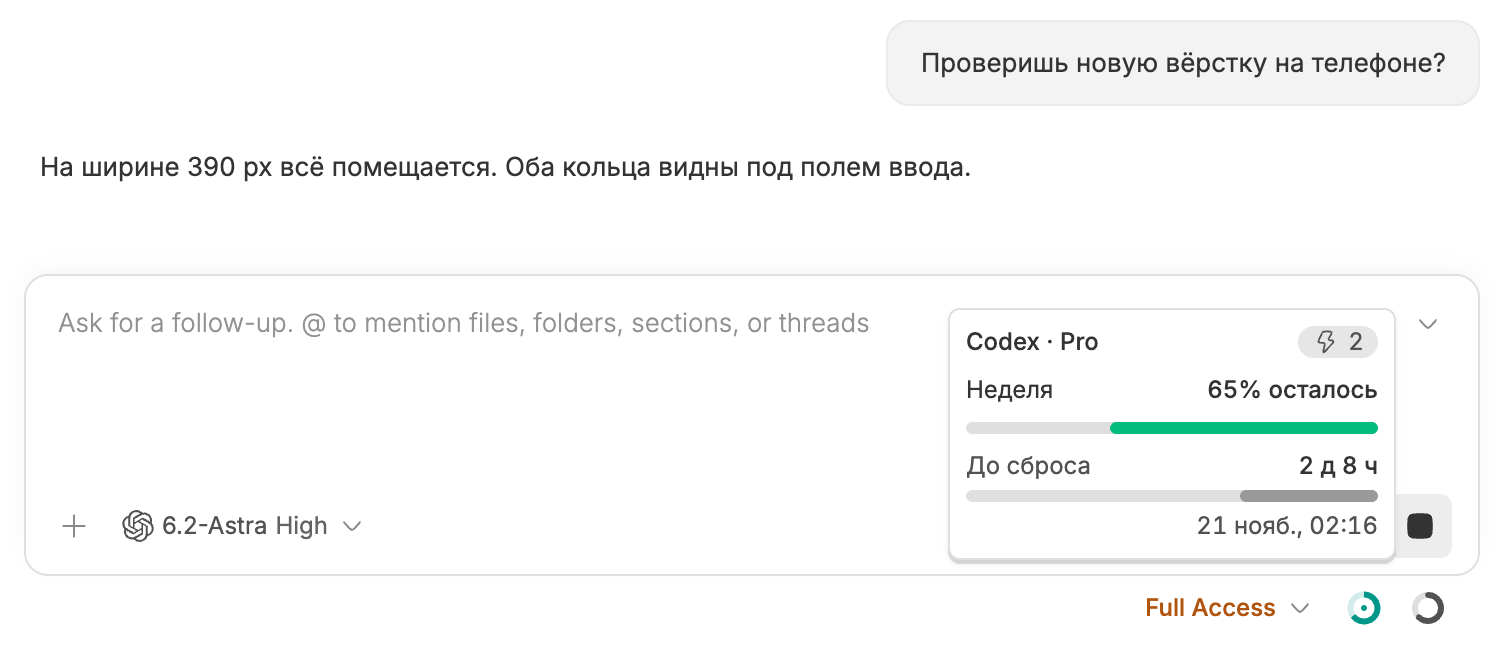 Проверишь новую вёрстку на телефоне?
На ширине 390 px всё помещается. Оба кольца видны под полем ввода.
Ask for a follow-up. @ to mention files, folders, sections, or threads
Codex · Pro
2
Неделя
65% осталось
До сброса
2 д 8 ч
21 нояб., 02:16
6.2-Astra High
Full Access